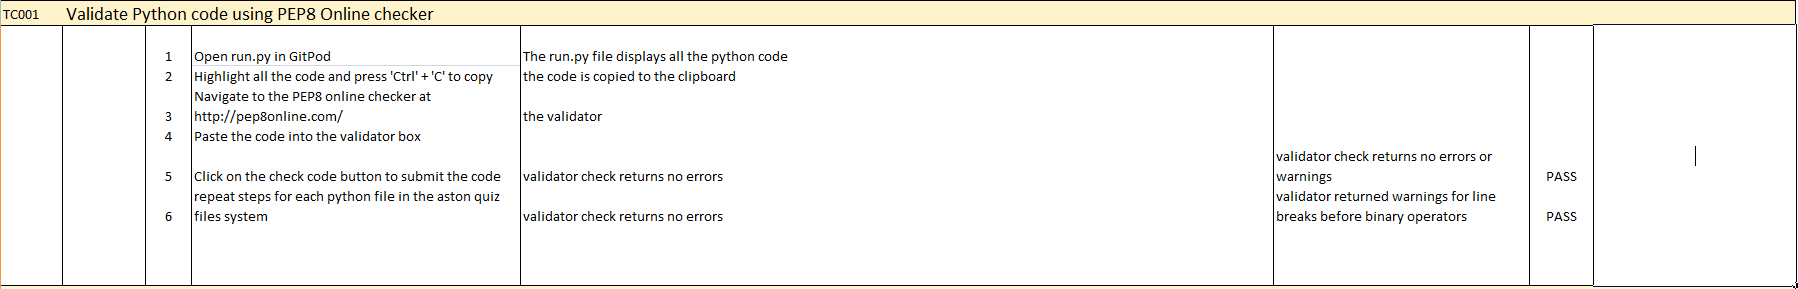 TC001 Validate Python code using PEP8 Online checker
1 Open run.py in GitPod The run.py file displays all the python code
2 Highlight all the code and press 'Ctrl' + 'C' to copy the code is copied to the clipboard
Navigate to the PEP8 online checker at
3 http://pep8online.com/ the validator
4 Paste the code into the validator box
validator check returns no errors or
5 Click on the check code button to submit the code validator check returns no errors warnings PASS
repeat steps for each python file in the aston quiz validator returned warnings for line
6 files system validator check returns no errors breaks before binary operators PASS